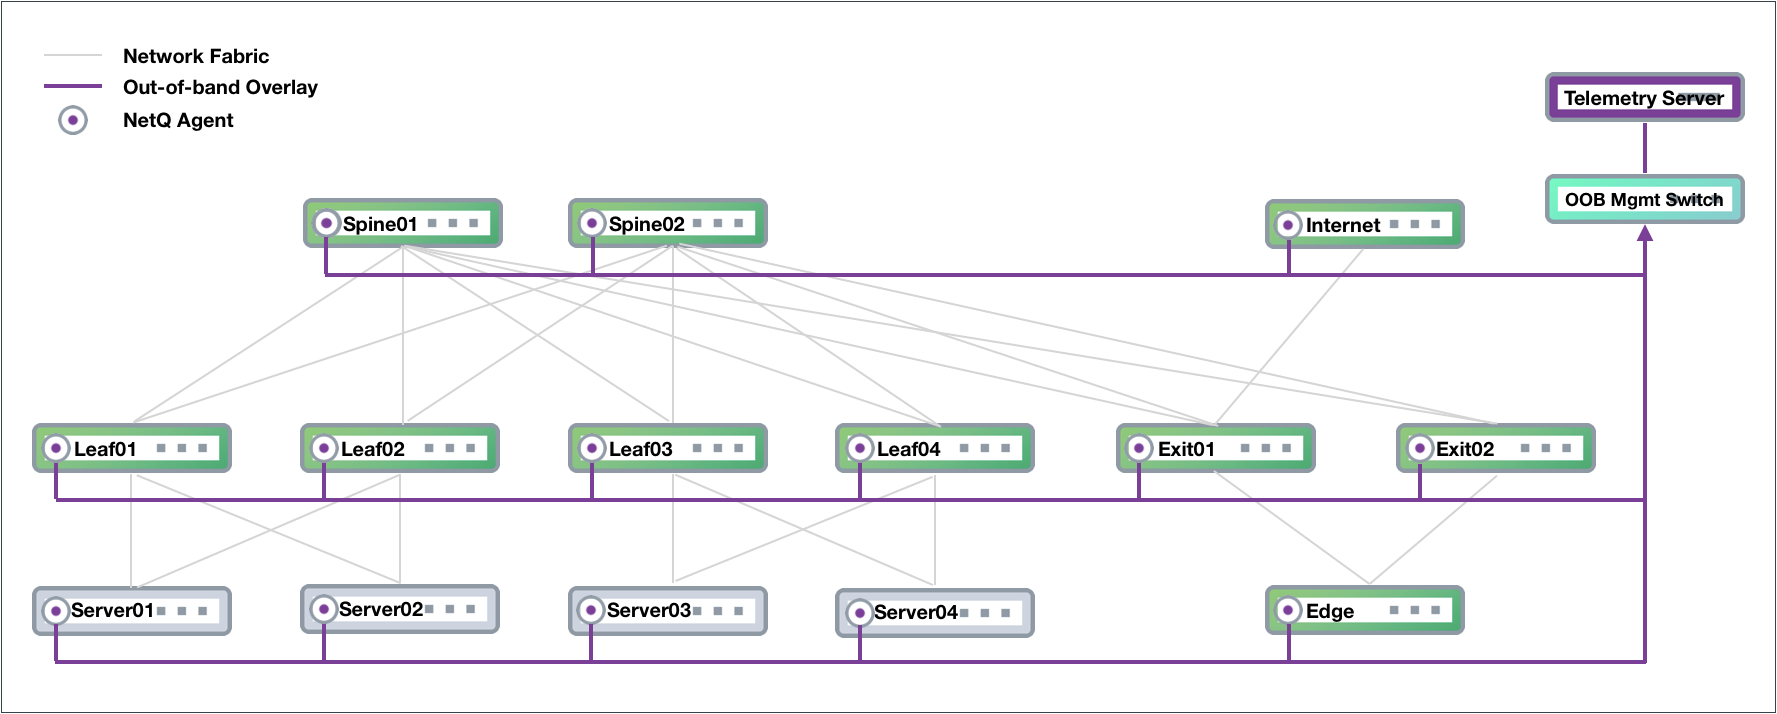 Network Fabric
Out-of-band Overlay
NetQ Agent
Telemetry Server
OOB Mgmt Switch
Spine01
Spine02
Internet
Leaf01
Leaf02
Leaf03
Leaf04
Exit01
Exit02
Server01
Server02
Server03
Server04
Edge